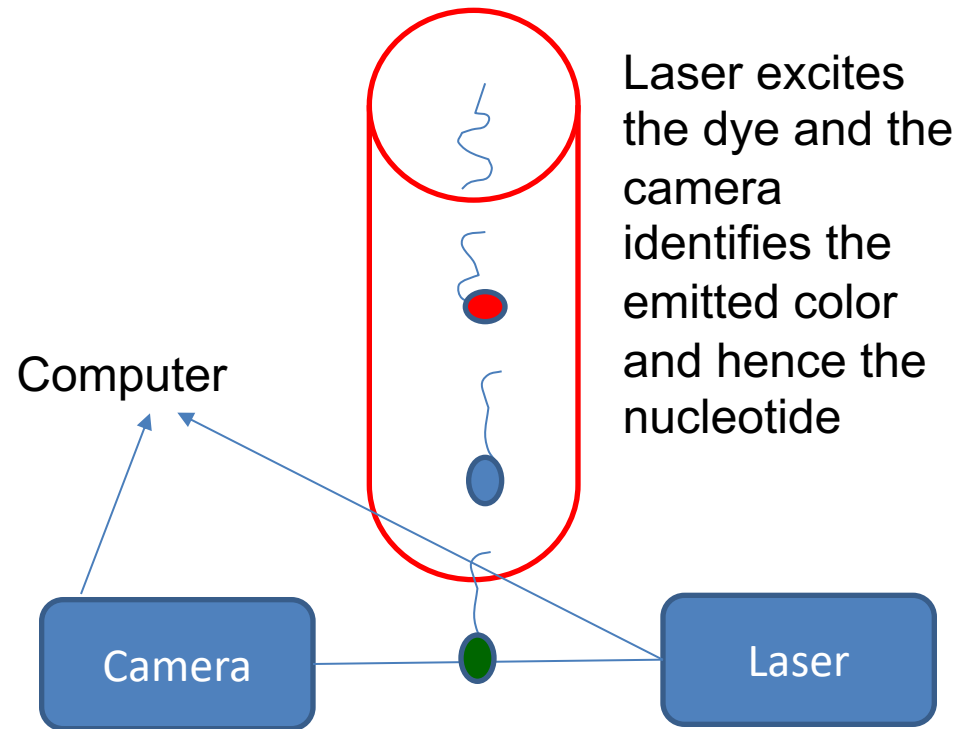 Laser excites
the dye and the
camera
identifies the
emitted color
and hence the
nucleotide
Computer
Camera
Laser